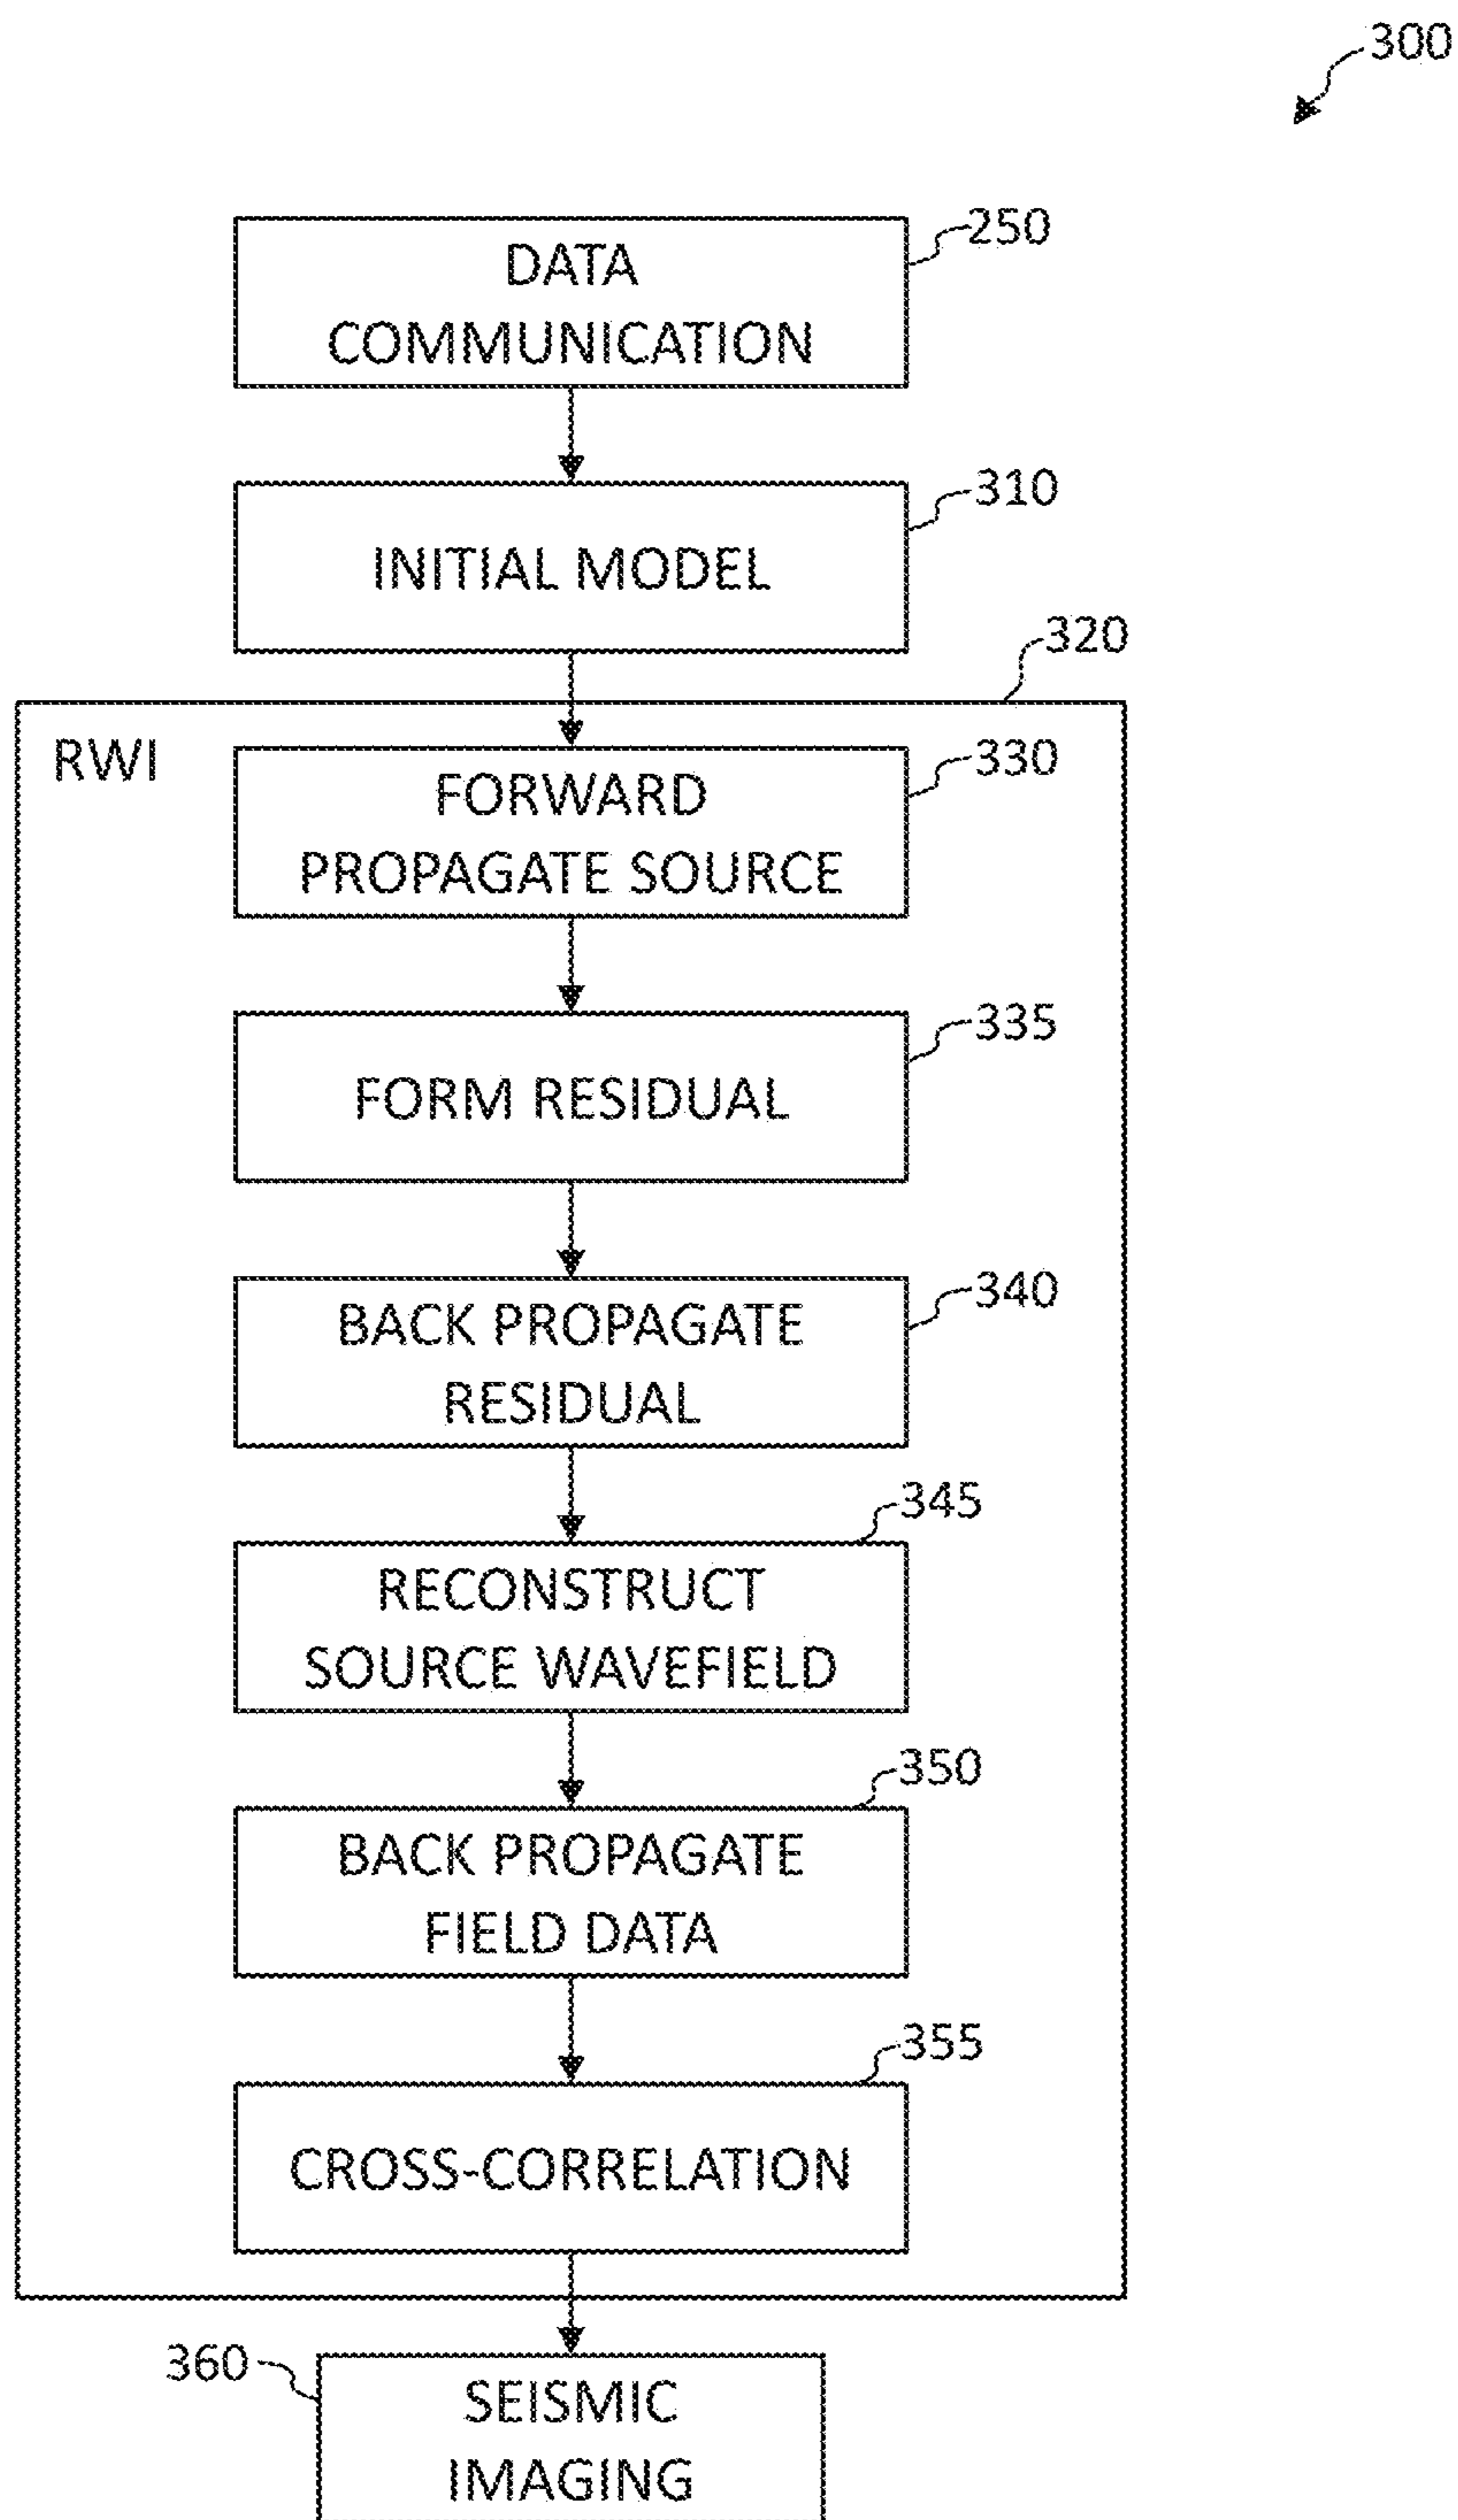 300
250
DATA
COMMUNICATION
310
INITIAL MODEL
320
RWI
330
FORWARD
PROPAGATE SOURCE
335
FORM RESIDUAL
340
BACK PROPAGATE
RESIDUAL
345
RECONSTRUCT
SOURCE WAVEFIELD
350
BACK PROPAGATE
FIELD DATA
355
CROSS-CORRELATION
360
SEISMIC
IMAGING